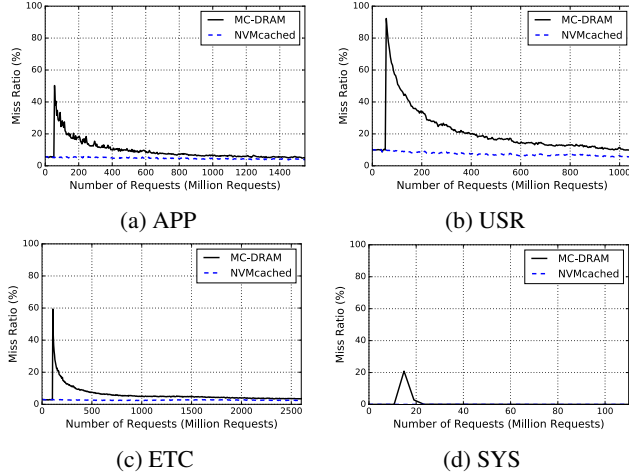 MC-DRAM
NVMcached
Miss Ratio (%)
100
80
60
40
20
0
0 200 400 600 800 1000 1200 1400
Number of Requests (Million Requests)
(a) APP
MC-DRAM
NVMcached
Miss Ratio (%)
100
80
60
40
20
0
0 200 400 600 800 1000
Number of Requests (Million Requests)
(b) USR
MC-DRAM
NVMcached
Miss Ratio (%)
100
80
60
40
20
0
0 500 1000 1500 2000 2500
Number of Requests (Million Requests)
(c) ETC
MC-DRAM
NVMcached
Miss Ratio (%)
100
80
60
40
20
0
0 20 40 60 80 100
Number of Requests (Million Requests)
(d) SYS